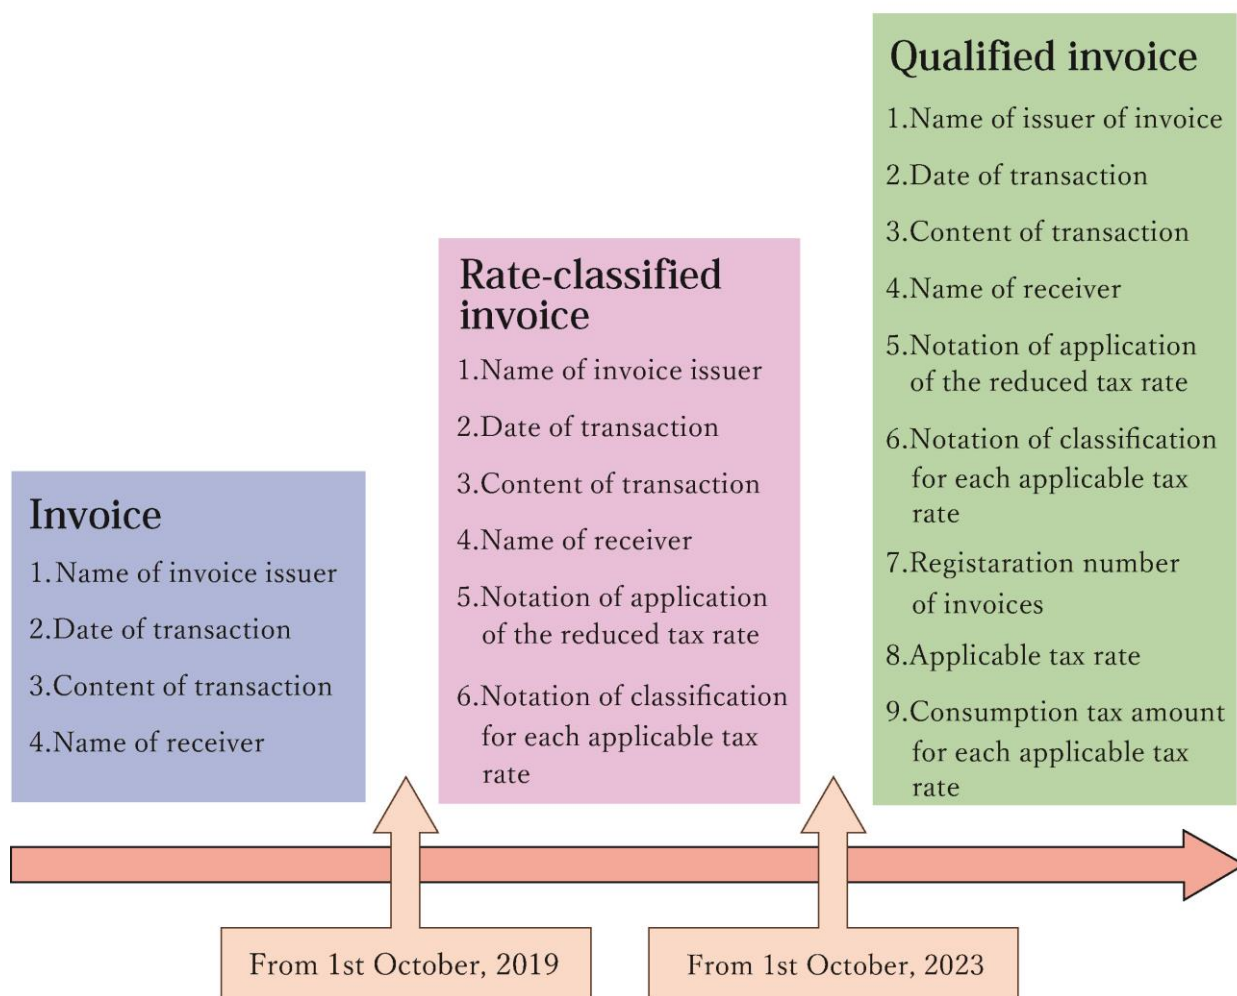 Invoice
1.Name of invoice issuer
2.Date of transaction
3.Content of transaction
4.Name of receiver
Rate-classified
invoice
1.Name of invoice issuer
2.Date of transaction
3.Content of transaction
4.Name of receiver
5.Notation of application
of the reduced tax rate
6.Notation of classification
for each applicable tax
rate
Qualified invoice
1.Name of issuer of invoice
2.Date of transaction
3.Content of transaction
4.Name of receiver
5.Notation of application
of the reduced tax rate
6.Notation of classification
for each applicable tax
rate
7.Registaration number
of invoices
8.Applicable tax rate
9.Consumption tax amount
for each applicable tax
rate
From 1st October, 2019
From 1st October, 2023